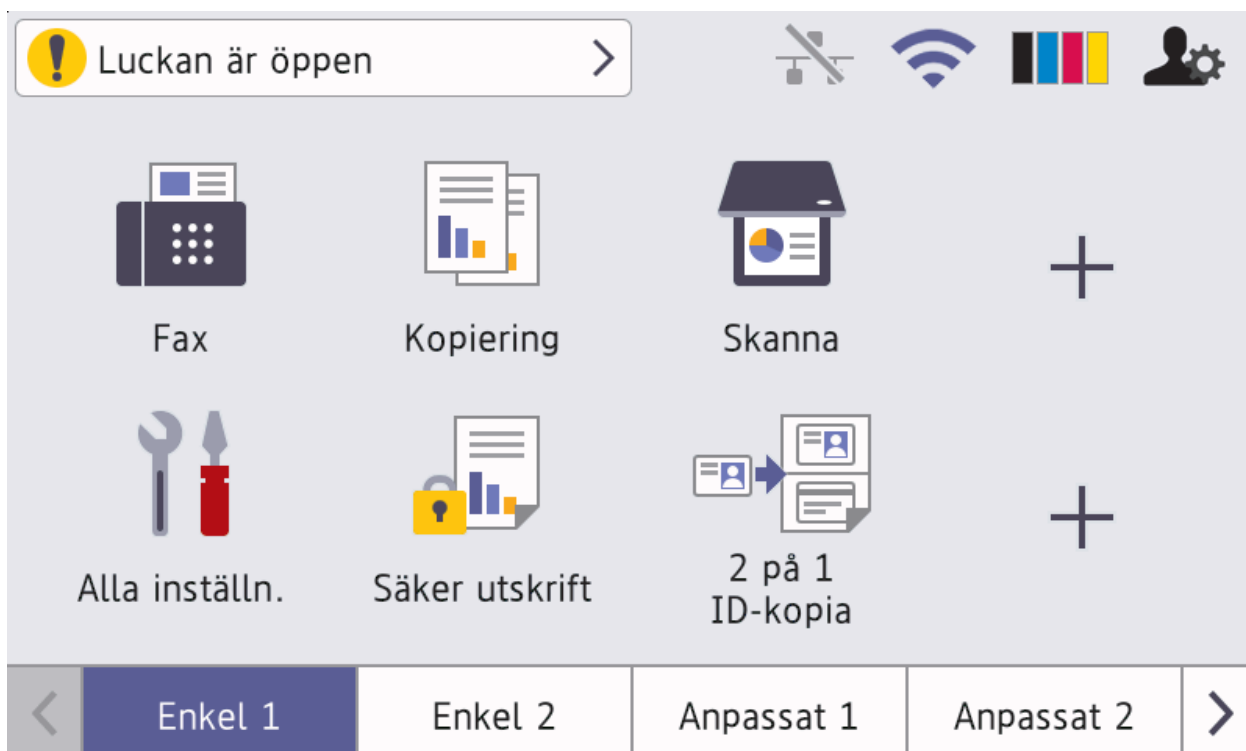 Luckan är öppen
Fax
Kopiering
Skanna
Alla inställn.
Säker utskrift
2 på 1
ID-kopia
Enkel 1
Enkel 2
Anpassat 1
Anpassat 2